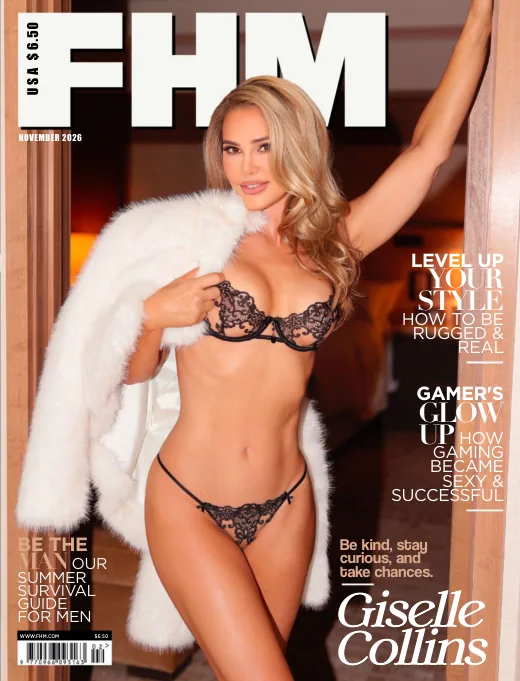 USA $6.50
FHM
NOVEMBER 2026
LEVEL UP
YOUR
STYLE
HOW TO BE
RUGGED &
REAL
GAMER'S
GLOW
UP HOW
GAMING
BECAME
SEXY &
SUCCESSFUL
BE THE
MAN OUR
SUMMER
SURVIVAL
GUIDE
FOR MEN
Be kind, stay
curious, and
take chances.
Giselle
Collins
WWW.FHM.COM $6.50